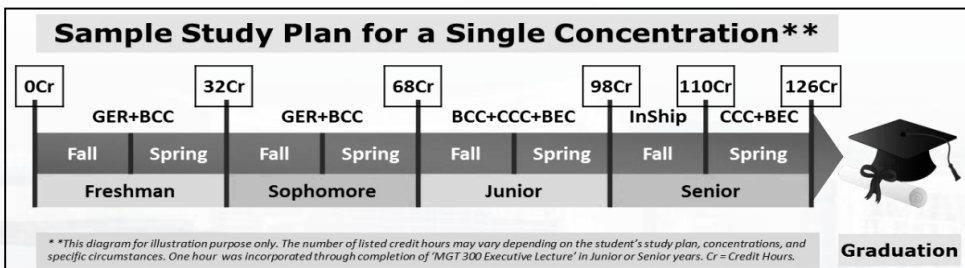 Sample Study Plan for a Single Concentration**
0Cr 32Cr 68Cr 98Cr 110Cr 126Cr
GER+BCC GER+BCC BCC+CCC+BEC InShip CCC+BEC
Fall Spring Fall Spring Fall Spring Fall Spring
Freshman Sophomore Junior Senior
* *This diagram for illustration purpose only. The number of listed credit hours may vary depending on the student's study plan, concentrations, and
specific circumstances. One hour was incorporated through completion of 'MGT 300 Executive Lecture' in Junior or Senior years. Cr = Credit Hours.
Graduation